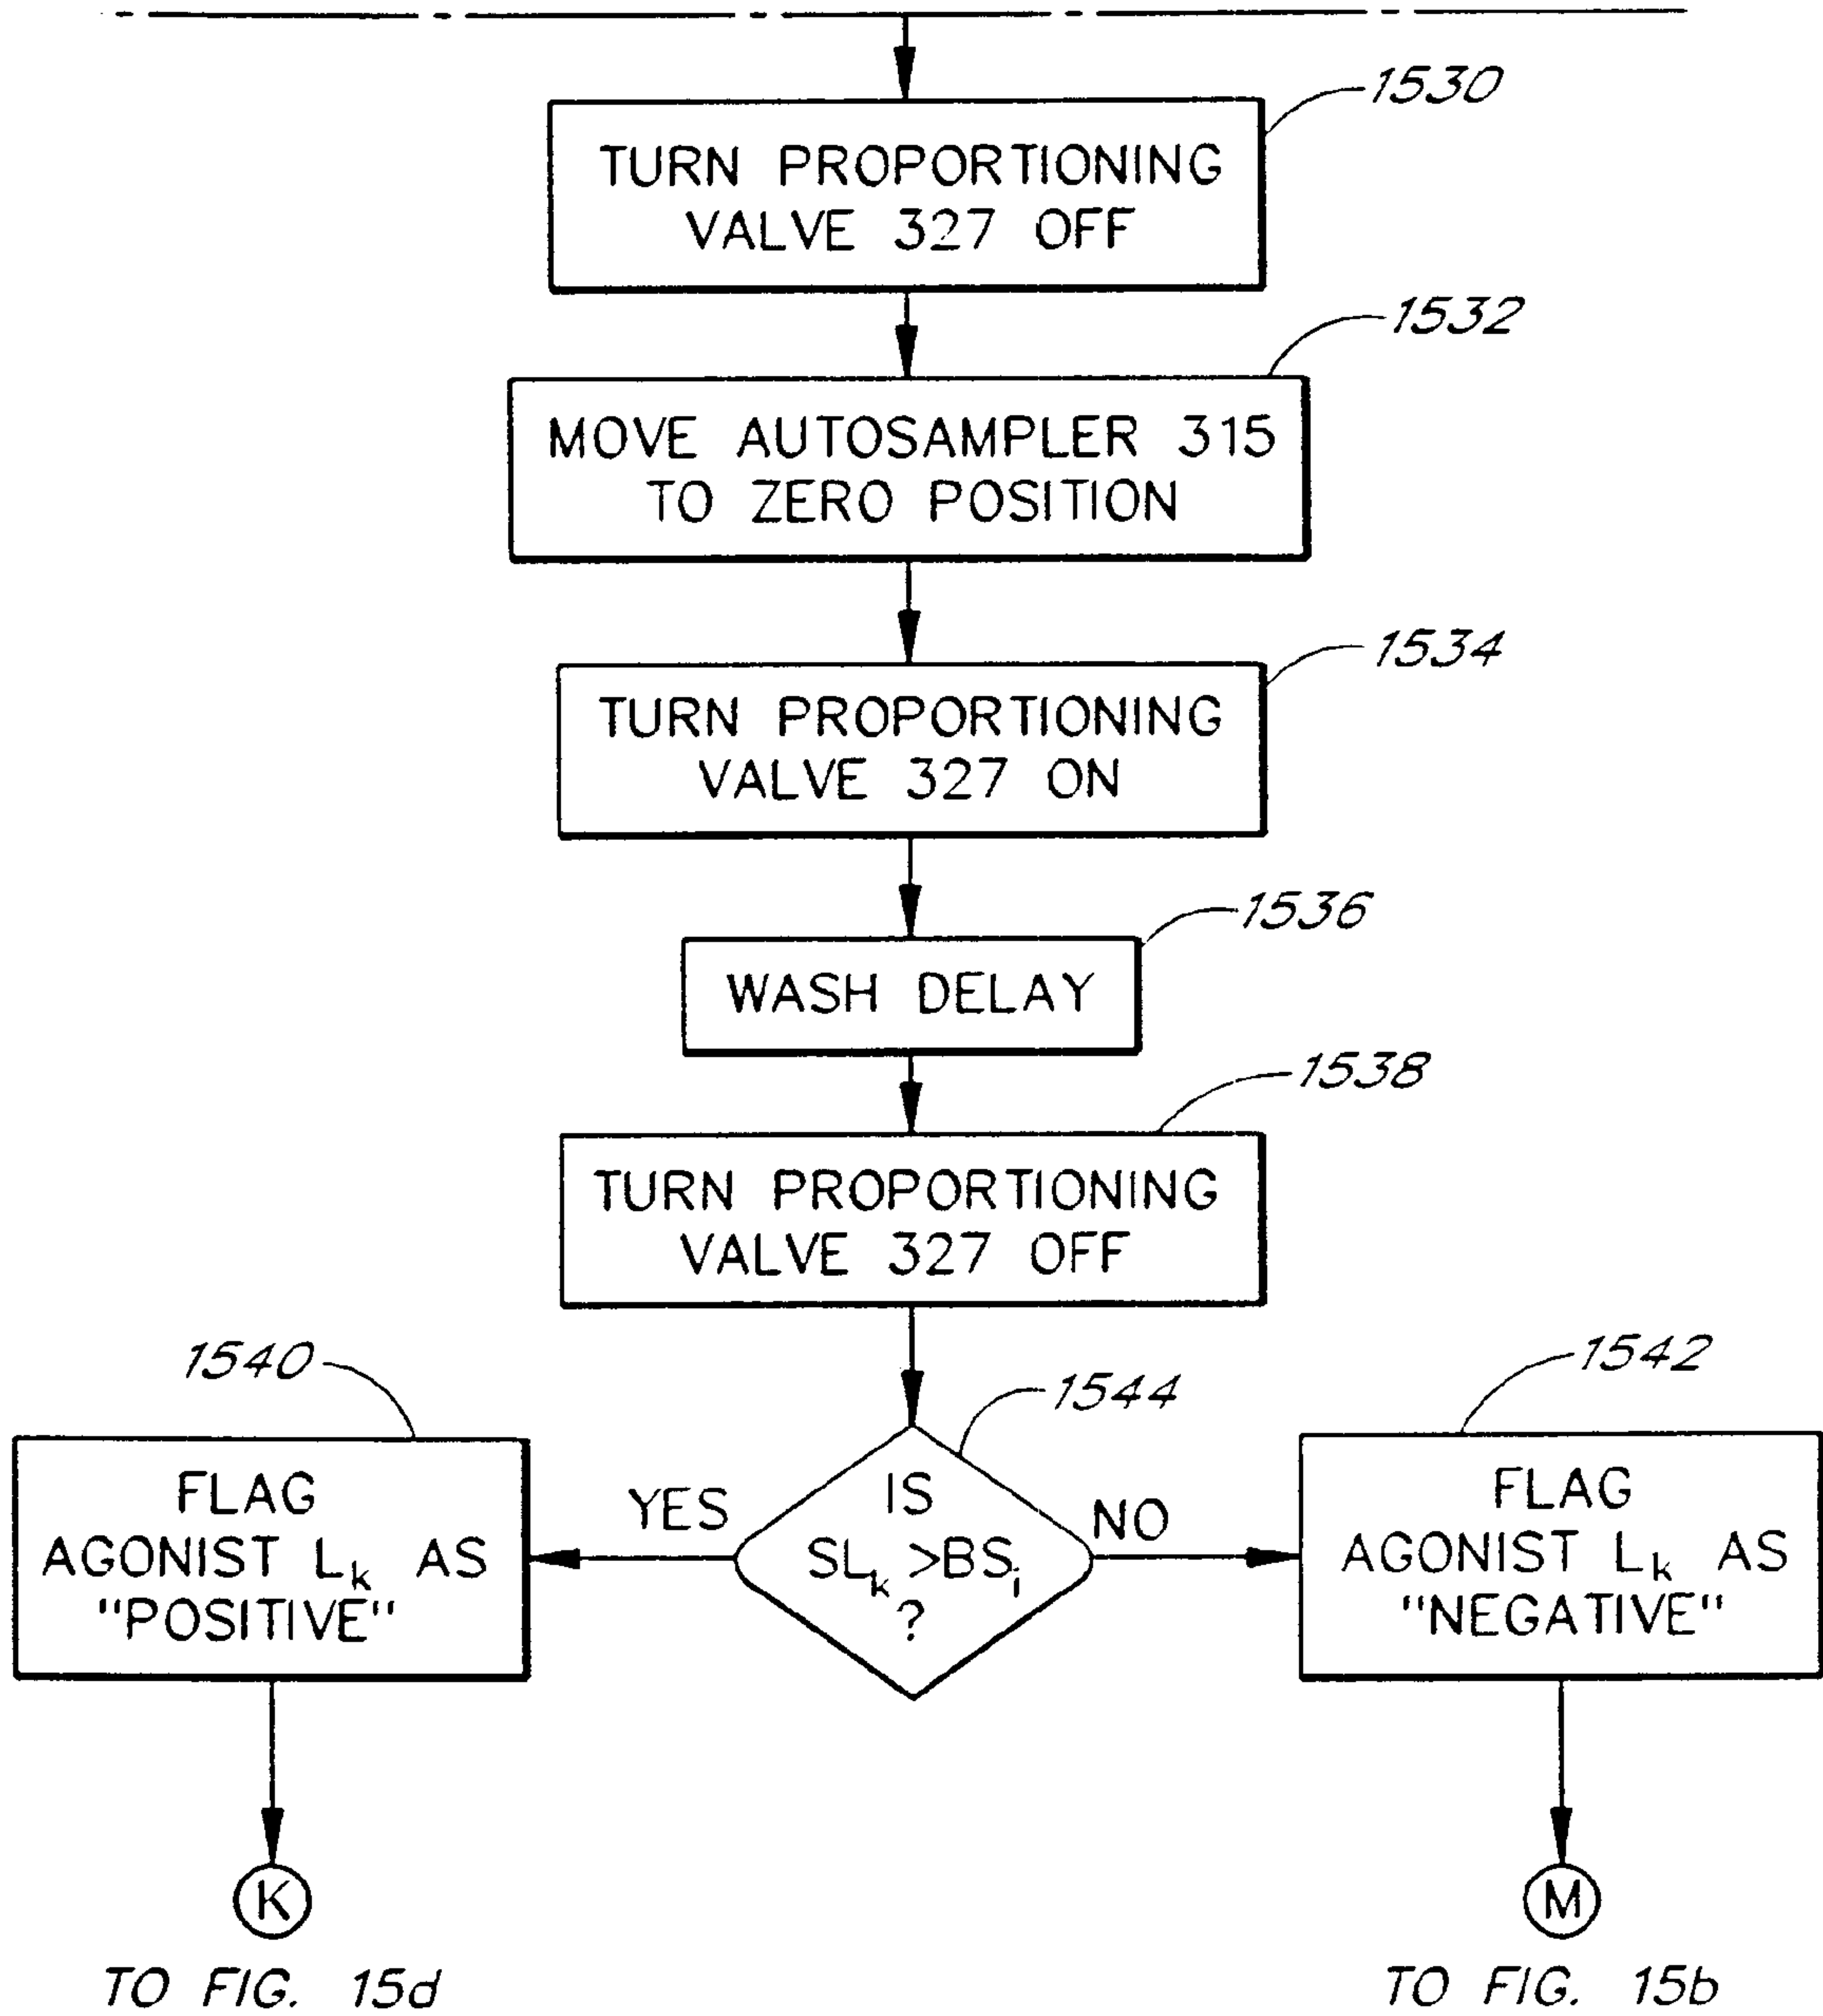 1530
TURN PROPORTIONING
VALVE 327 OFF
1532
MOVE AUTOSAMPLER 315
TO ZERO POSITION
1534
TURN PROPORTIONING
VALVE 327 ON
1536
WASH DELAY
1538
TURN PROPORTIONING
VALVE 327 OFF
1540
FLAG
AGONIST Lk AS
"POSITIVE"
YES
1544
IS
SLk >BSi
?
NO
1542
FLAG
AGONIST Lk AS
"NEGATIVE"
K
TO FIG. 15d
M
TO FIG. 15b